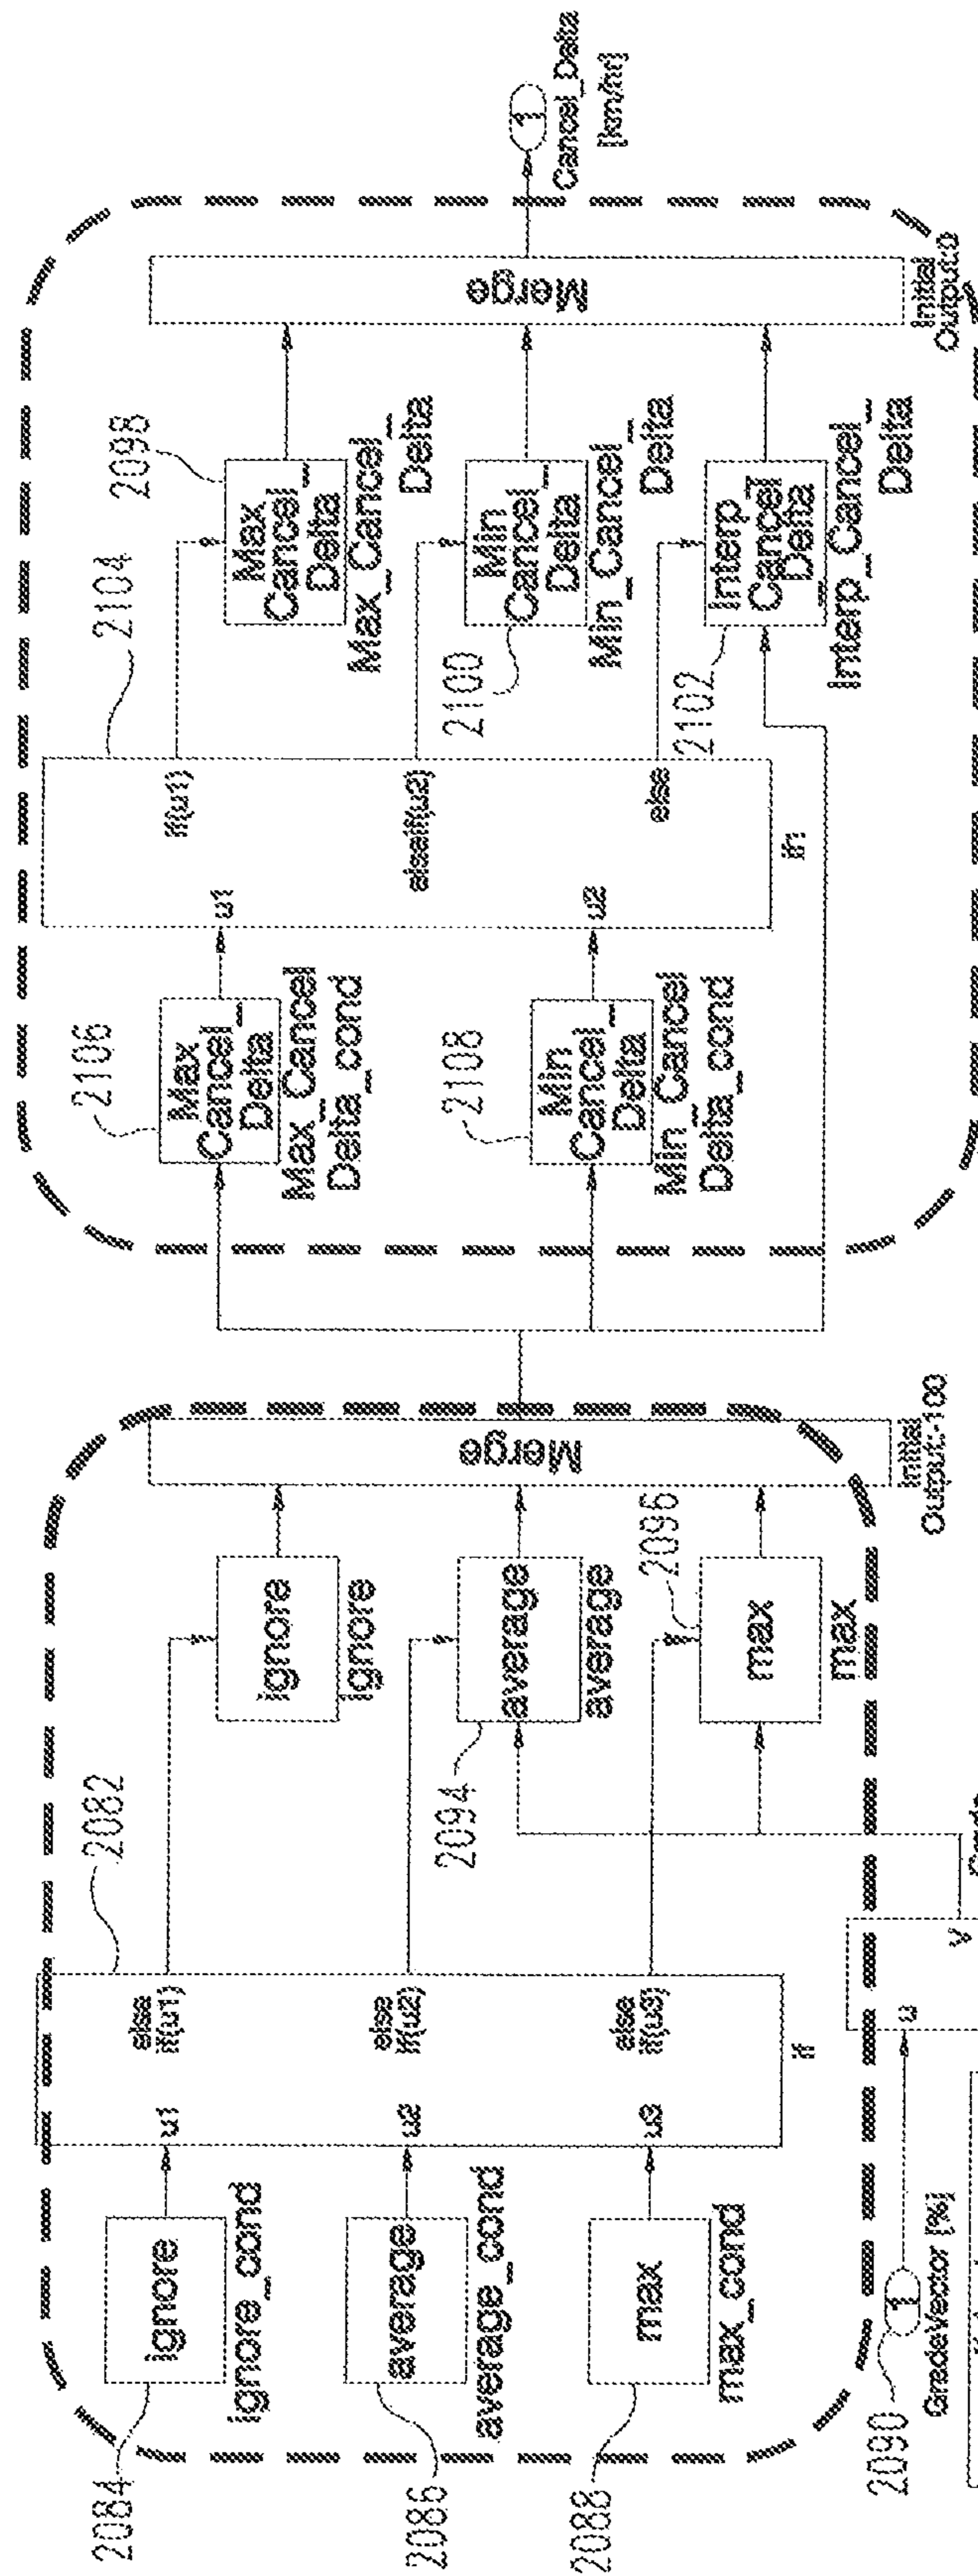 2084
ignore
ignore_cond
2086
average
average_cond
2088
max
max_cond
2090
1
GradeVector [%]
u
v
2082
u1
else
if(u1)
u2
else
if(u2)
u3
else
if(u3)
if
ignore
ignore
2094
average
average
2096
max
max
Merge
Initial
Output:-100
2106
Max
Cancel_
Delta
Max_Cancel_
Delta_cond
2108
Min
Cancel_
Delta
Min_Cancel_
Delta_cond
2104
u1
if(u1)
elseif(u2)
u2
else
if1
2098
Max
Cancel_
Delta
Max_Cancel_
Delta
2100
Min
Cancel_
Delta
Min_Cancel_
Delta
2102
Interp
Cancel_
Delta
Interp_Cancel_
Delta
Merge
Initial
Output:0
1
Cancel_Delta
[km/hr]